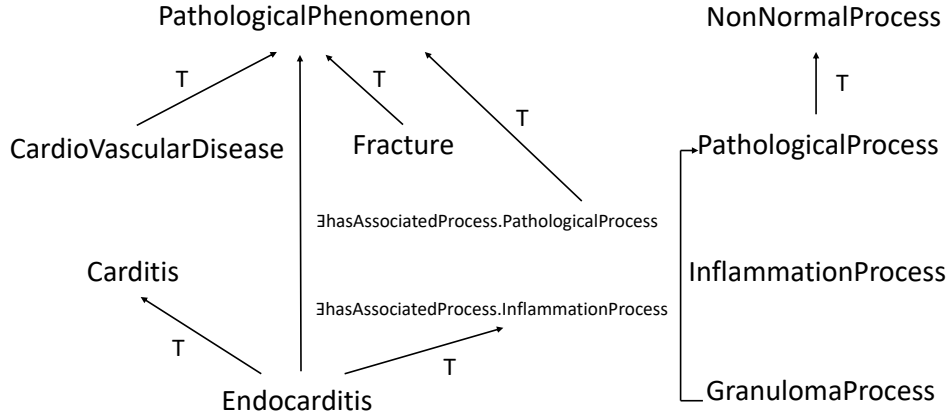 PathologicalPhenomenon
NonNormalProcess
T
T
T
T
CardioVascularDisease
Fracture
PathologicalProcess
∃hasAssociatedProcess.PathologicalProcess
Carditis
InflammationProcess
∃hasAssociatedProcess.InflammationProcess
T
T
Endocarditis
GranulomaProcess